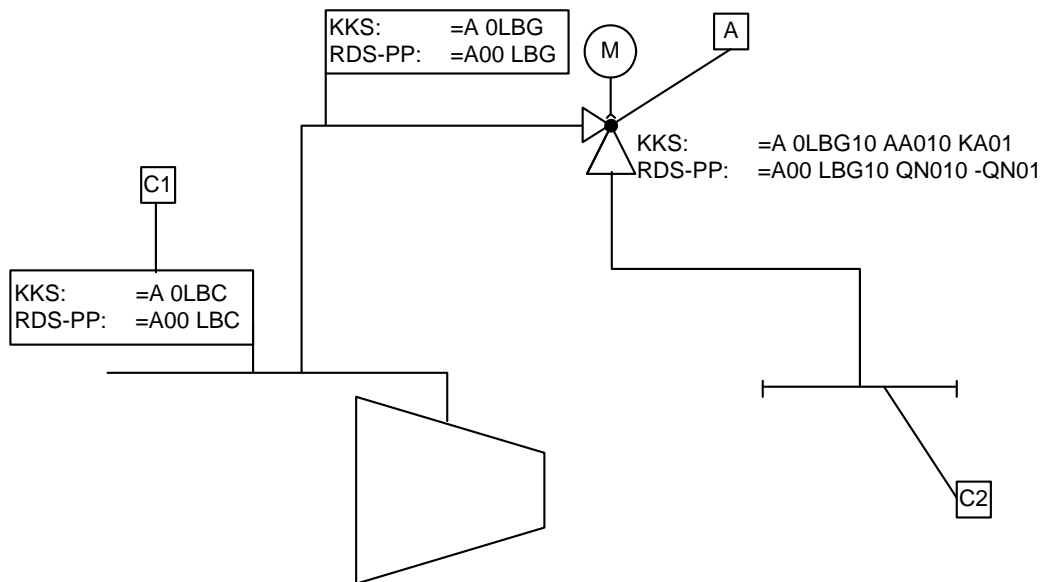 KKS: =A 0LBG
RDS-PP: =A00 LBG
M
A
KKS: =A 0LBG10 AA010 KA01
RDS-PP: =A00 LBG10 QN010 -QN01
C1
KKS: =A 0LBC
RDS-PP: =A00 LBC
C2